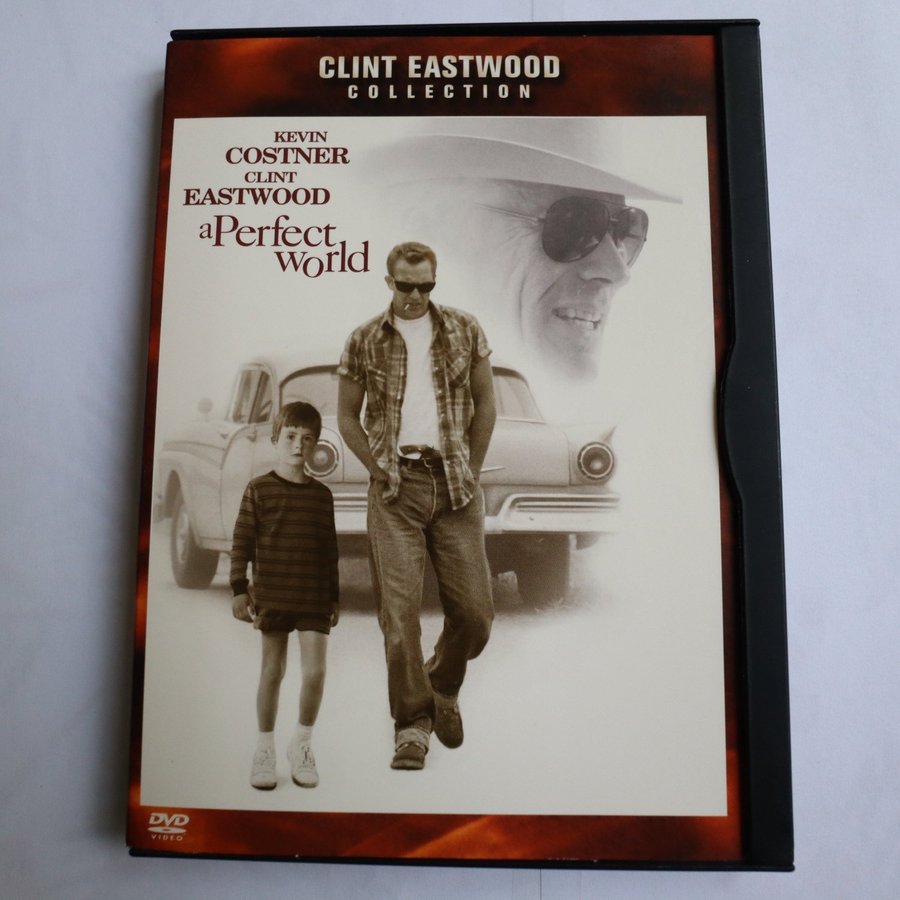 CLINT EASTWOOD
COLLECTION
KEVIN
COSTNER
CLINT
EASTWOOD
a Perfect
World
DVD
VIDEO